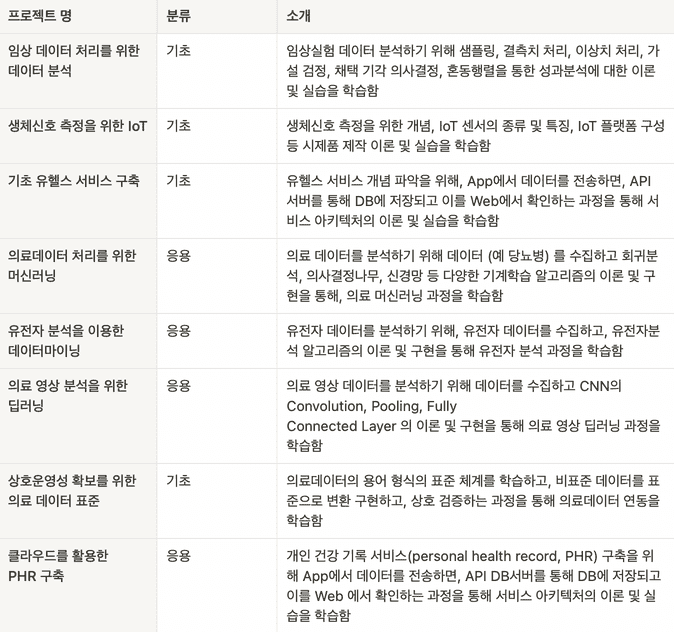 프로젝트 명 분류 소개
임상 데이터 처리를 위한 기초 임상실험 데이터 분석하기 위해 샘플링, 결측치 처리, 이상치 처리, 가
데이터 분석 설 검정, 채택 기각 의사결정, 혼동행렬을 통한 성과분석에 대한 이론
및 실습을 학습함
생체신호 측정을 위한 IoT 기초 생체신호 측정을 위한 개념, IoT 센서의 종류 및 특징, IoT 플랫폼 구성
등 시제품 제작 이론 및 실습을 학습함
기초 유헬스 서비스 구축 기초 유헬스 서비스 개념 파악을 위해, App에서 데이터를 전송하면, API
서버를 통해 DB에 저장되고 이를 Web에서 확인하는 과정을 통해 서
비스 아키텍처의 이론 및 실습을 학습함
의료데이터 처리를 위한 응용 의료 데이터를 분석하기 위해 데이터 (예 당뇨병) 를 수집하고 회귀분
머신러닝 석, 의사결정나무, 신경망 등 다양한 기계학습 알고리즘의 이론 및 구
현을 통해, 의료 머신러닝 과정을 학습함
유전자 분석을 이용한 응용 유전자 데이터를 분석하기 위해, 유전자 데이터를 수집하고, 유전자분
데이터마이닝 석 알고리즘의 이론 및 구현을 통해 유전자 분석 과정을 학습함
의료 영상 분석을 위한 응용 의료 영상 데이터를 분석하기 위해 데이터를 수집하고 CNN의
딥러닝 Convolution, Pooling, Fully
Connected Layer 의 이론 및 구현을 통해 의료 영상 딥러닝 과정을
학습함
상호운영성 확보를 위한 기초 의료데이터의 용어 형식의 표준 체계를 학습하고, 비표준 데이터를 표
의료 데이터 표준 준으로 변환 구현하고, 상호 검증하는 과정을 통해 의료데이터 연동을
학습함
클라우드를 활용한 응용 개인 건강 기록 서비스(personal health record, PHR) 구축을 위
PHR 구축 해 App에서 데이터를 전송하면, API DB서버를 통해 DB에 저장되고
이를 Web 에서 확인하는 과정을 통해 서비스 아키텍처의 이론 및 실
습을 학습함